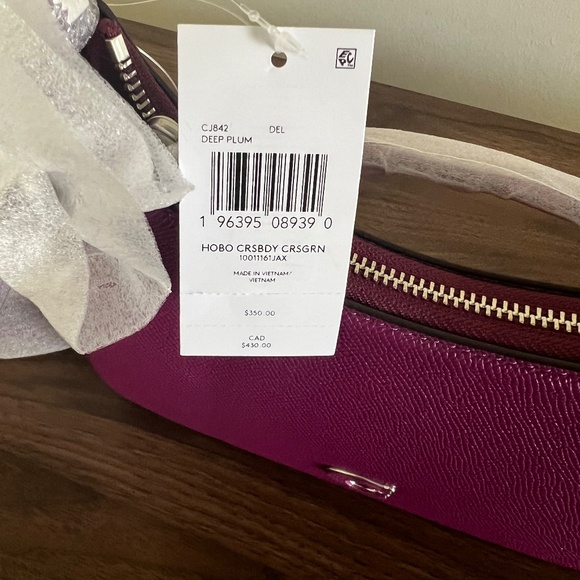 CJ842 DEL
DEEP PLUM
1 96395 08939 0
HOBO CRSBDY CRSGRN
10011161JAX
MADE IN VIETNAM/
VIETNAM
$350.00
CAD
$430.00